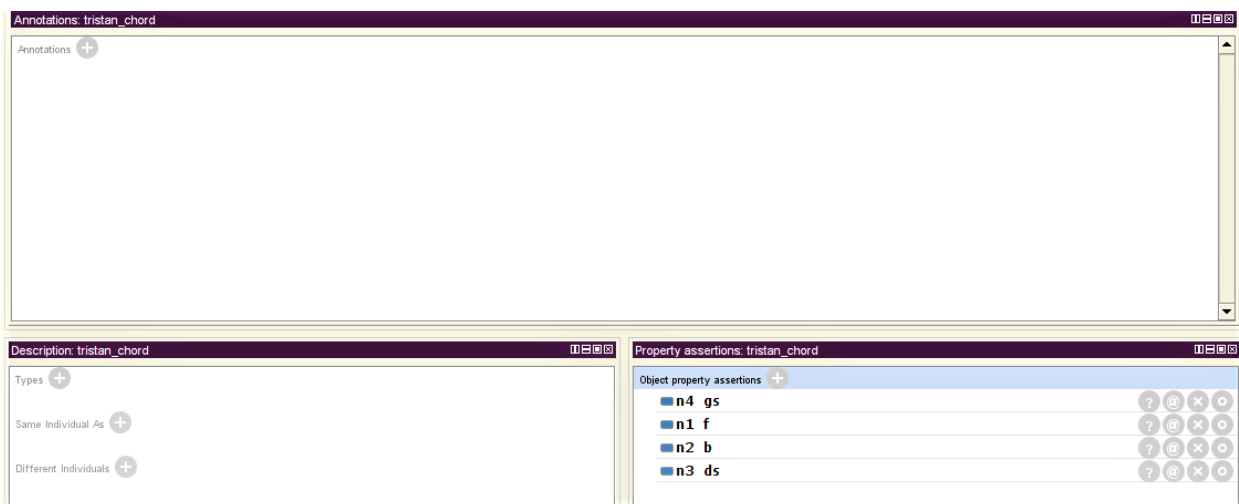 Annotations: tristan_chord
Annotations
Description: tristan_chord
Types
Same Individual As
Different Individuals
Property assertions: tristan_chord
Object property assertions
n4 gs
n1 f
n2 b
n3 ds